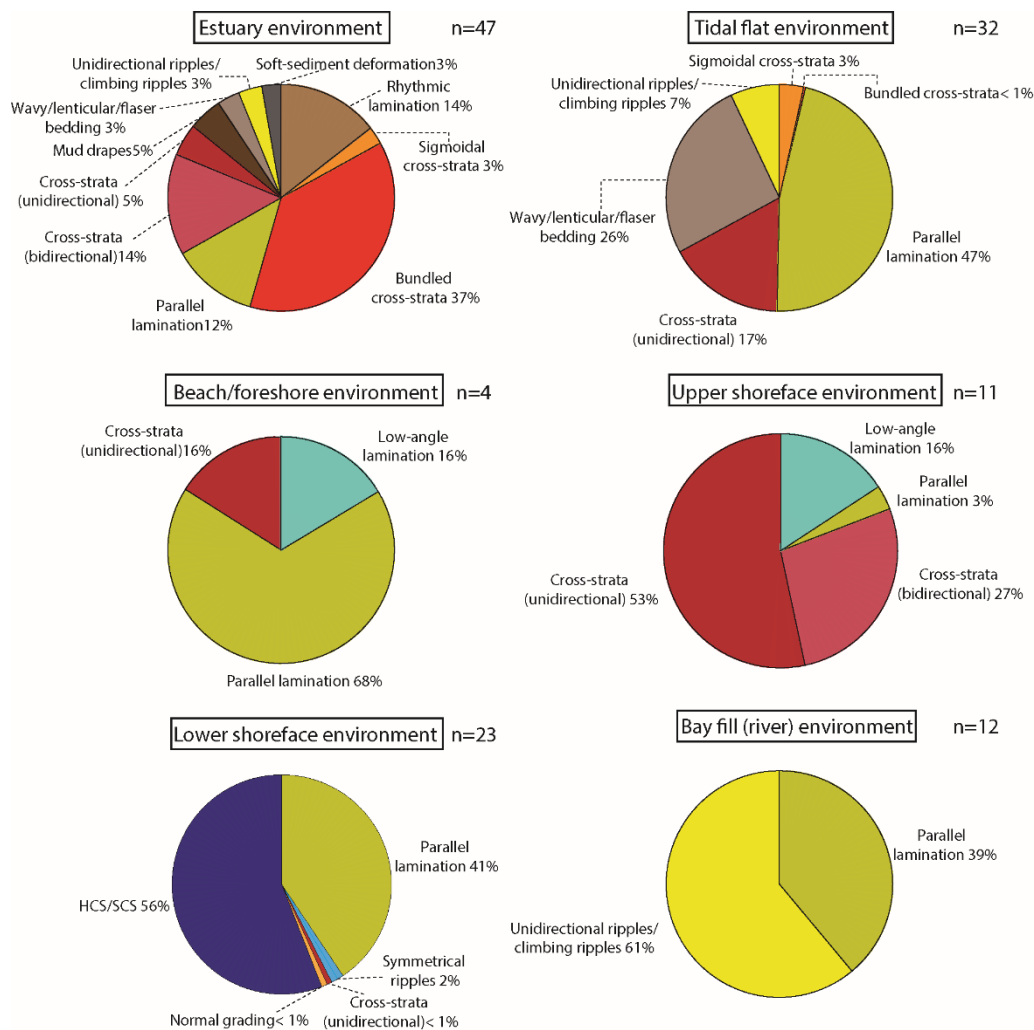 Estuary environment
n=47
Unidirectional ripples/
climbing ripples 3%
Soft-sediment deformation3%
Rhythmic
lamination 14%
Wavy/lenticular/flaser
bedding 3%
Mud drapes5%
Sigmoidal
cross-strata 3%
Cross-strata
(unidirectional) 5%
Cross-strata
(bidirectional)14%
Bundled
cross-strata 37%
Parallel
lamination12%
Tidal flat environment
n=32
Sigmoidal cross-strata 3%
Unidirectional ripples/
climbing ripples 7%
Bundled cross-strata< 1%
Wavy/lenticular/flaser
bedding 26%
Parallel
lamination 47%
Cross-strata
(unidirectional) 17%
Beach/foreshore environment
n=4
Cross-strata
(unidirectional)16%
Low-angle
lamination 16%
Parallel lamination 68%
Upper shoreface environment
n=11
Low-angle
lamination 16%
Parallel
lamination 3%
Cross-strata
(unidirectional) 53%
Cross-strata
(bidirectional) 27%
Lower shoreface environment
n=23
Parallel
lamination 41%
HCS/SCS 56%
Symmetrical
ripples 2%
Cross-strata
(unidirectional)< 1%
Normal grading< 1%
Bay fill (river) environment
n=12
Parallel
lamination 39%
Unidirectional ripples/
climbing ripples 61%